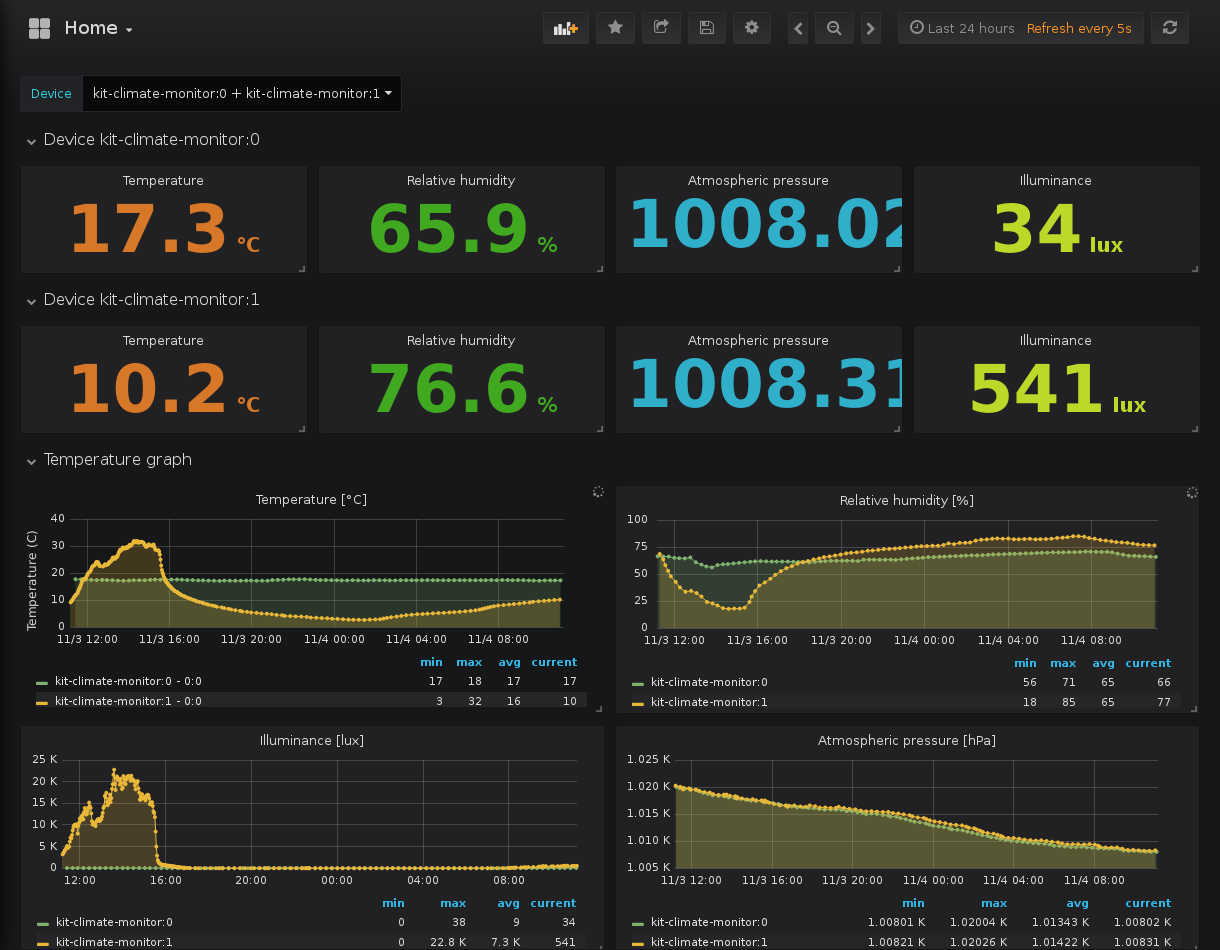 Home
Last 24 hours Refresh every 5s
Device kit-climate-monitor:0 + kit-climate-monitor:1
Device kit-climate-monitor:0
Temperature Relative humidity Atmospheric pressure Illuminance
17.3 °C 65.9 % 1008.02 34 lux
Device kit-climate-monitor:1
Temperature Relative humidity Atmospheric pressure Illuminance
10.2 °C 76.6 % 1008.31 541 lux
Temperature graph
Temperature [°C]
Temperature (C)
40
30
20
10
0
11/3 12:00 11/3 16:00 11/3 20:00 11/4 00:00 11/4 04:00 11/4 08:00
min max avg current
kit-climate-monitor:0 - 0:0 17 18 17 17
kit-climate-monitor:1 - 0:0 3 32 16 10
Relative humidity [%]
100
75
50
25
0
11/3 12:00 11/3 16:00 11/3 20:00 11/4 00:00 11/4 04:00 11/4 08:00
min max avg current
kit-climate-monitor:0 56 71 65 66
kit-climate-monitor:1 18 85 65 77
Illuminance [lux]
25 K
20 K
15 K
10 K
5 K
0
12:00 16:00 20:00 00:00 04:00 08:00
min max avg current
kit-climate-monitor:0 0 38 9 34
kit-climate-monitor:1 0 22.8 K 7.3 K 541
Atmospheric pressure [hPa]
1.025 K
1.020 K
1.015 K
1.010 K
1.005 K
11/3 12:00 11/3 16:00 11/3 20:00 11/4 00:00 11/4 04:00 11/4 08:00
min max avg current
kit-climate-monitor:0 1.00801 K 1.02004 K 1.01343 K 1.00802 K
kit-climate-monitor:1 1.00821 K 1.02026 K 1.01422 K 1.00831 K